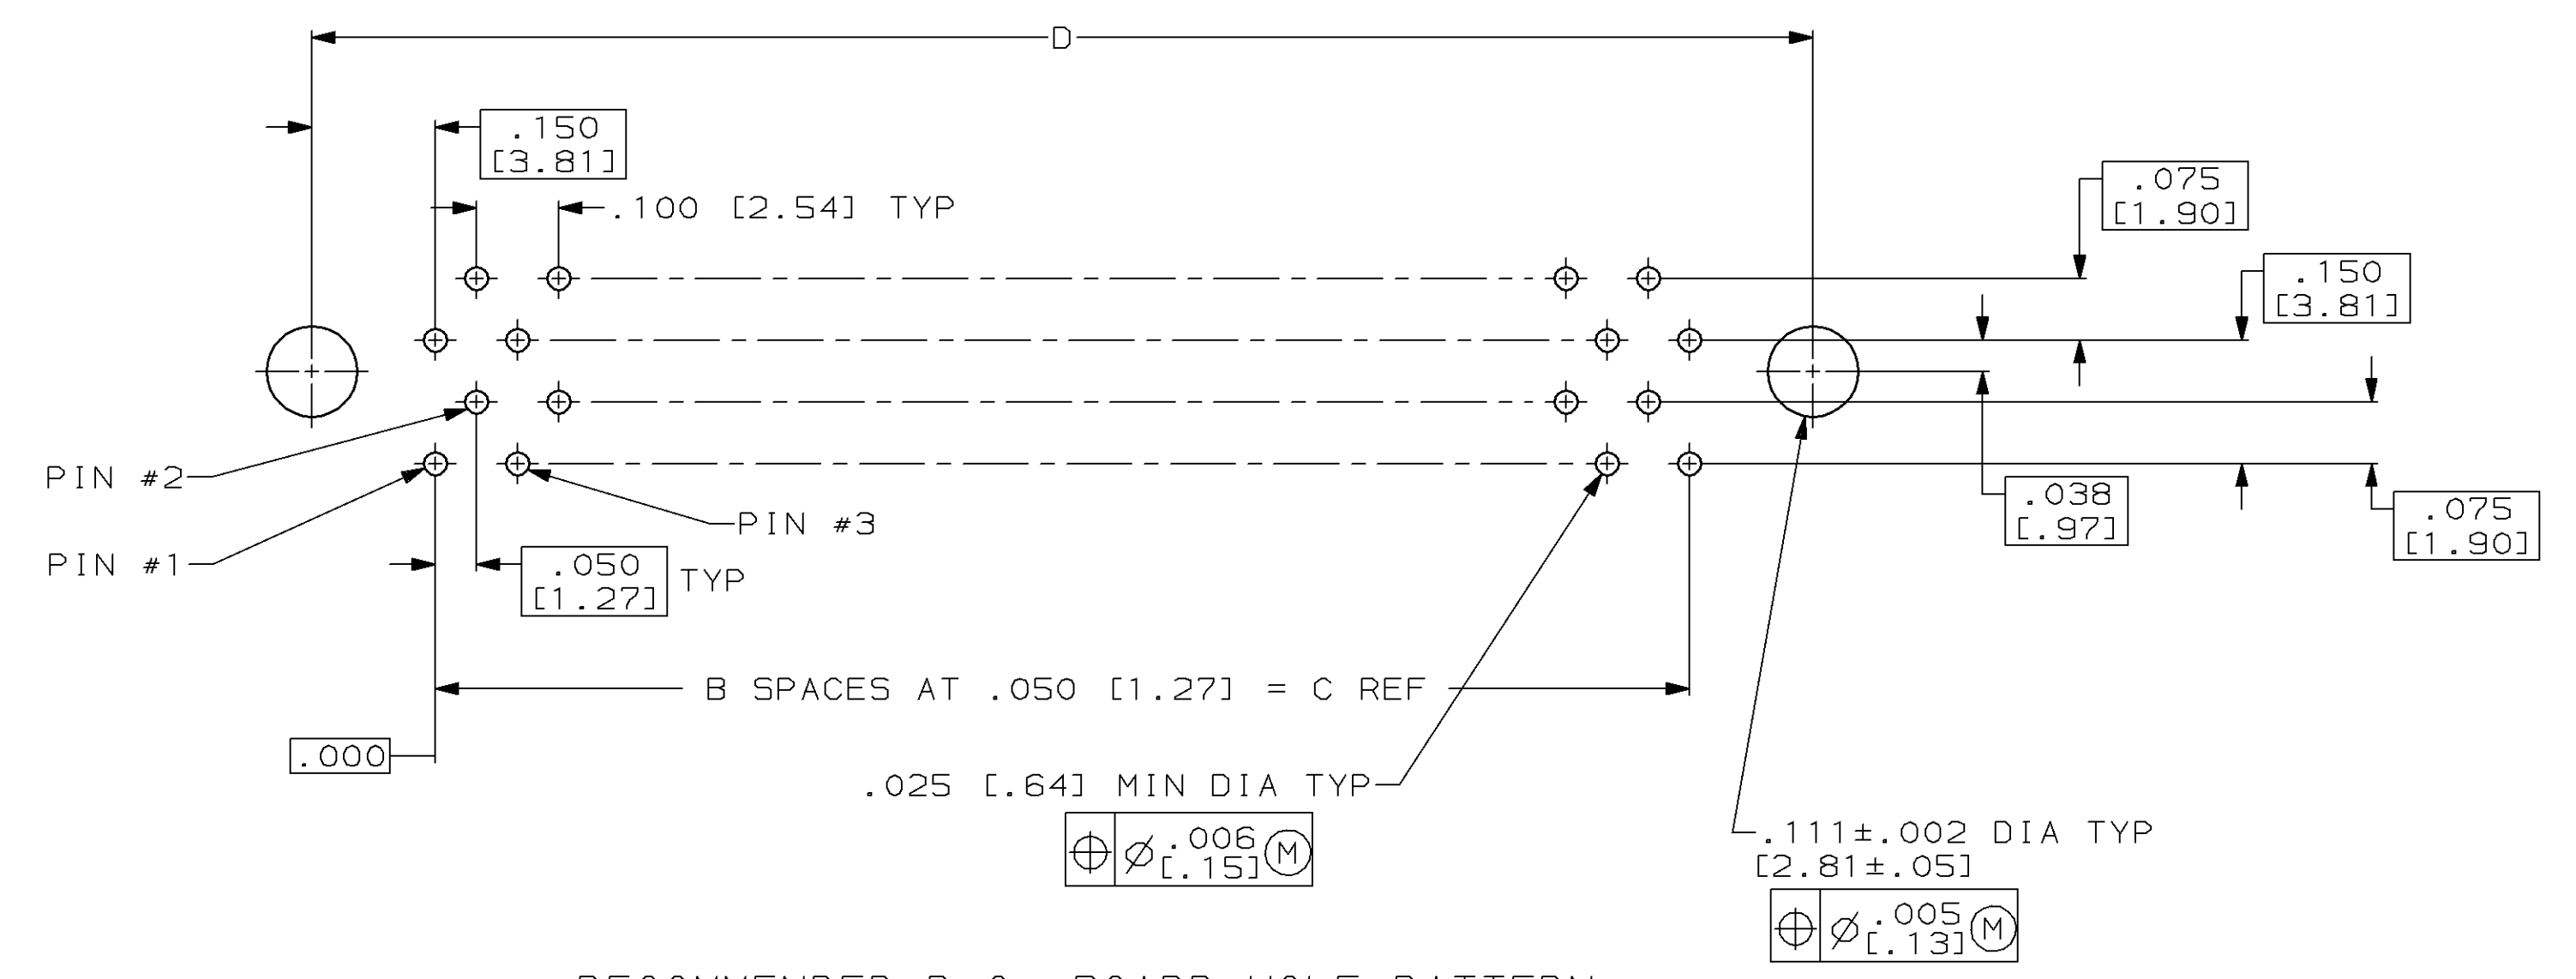 D
.150
[3.81]
.100 [2.54] TYP
.075
[1.90]
.150
[3.81]
PIN #2
PIN #3
PIN #1
.050
[1.27]
TYP
.038
[.97]
.075
[1.90]
B SPACES AT .050 [1.27] = C REF
.000
.025 [.64] MIN DIA TYP
⌖ ⌀ .006 Ⓜ
[.15]
.111±.002 DIA TYP
[2.81±.05]
⌖ ⌀ .005 Ⓜ
[.13]